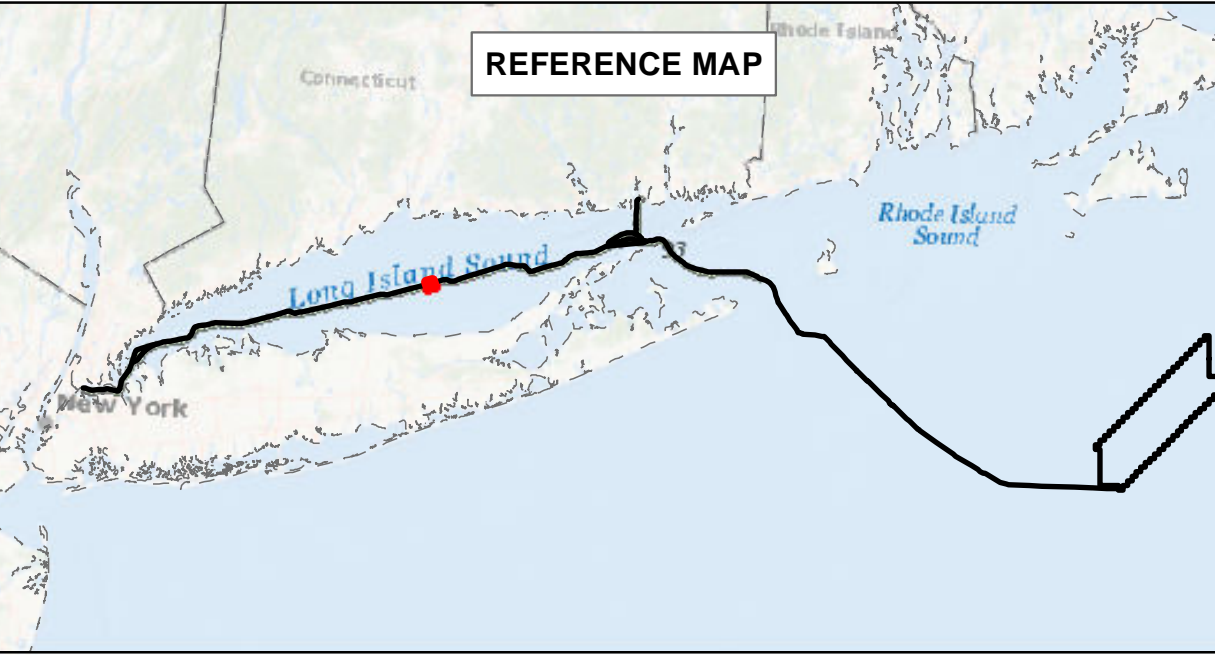 REFERENCE MAP
Rhode Island
Connecticut
Rhode Island
Sound
Long Island Sound
New York